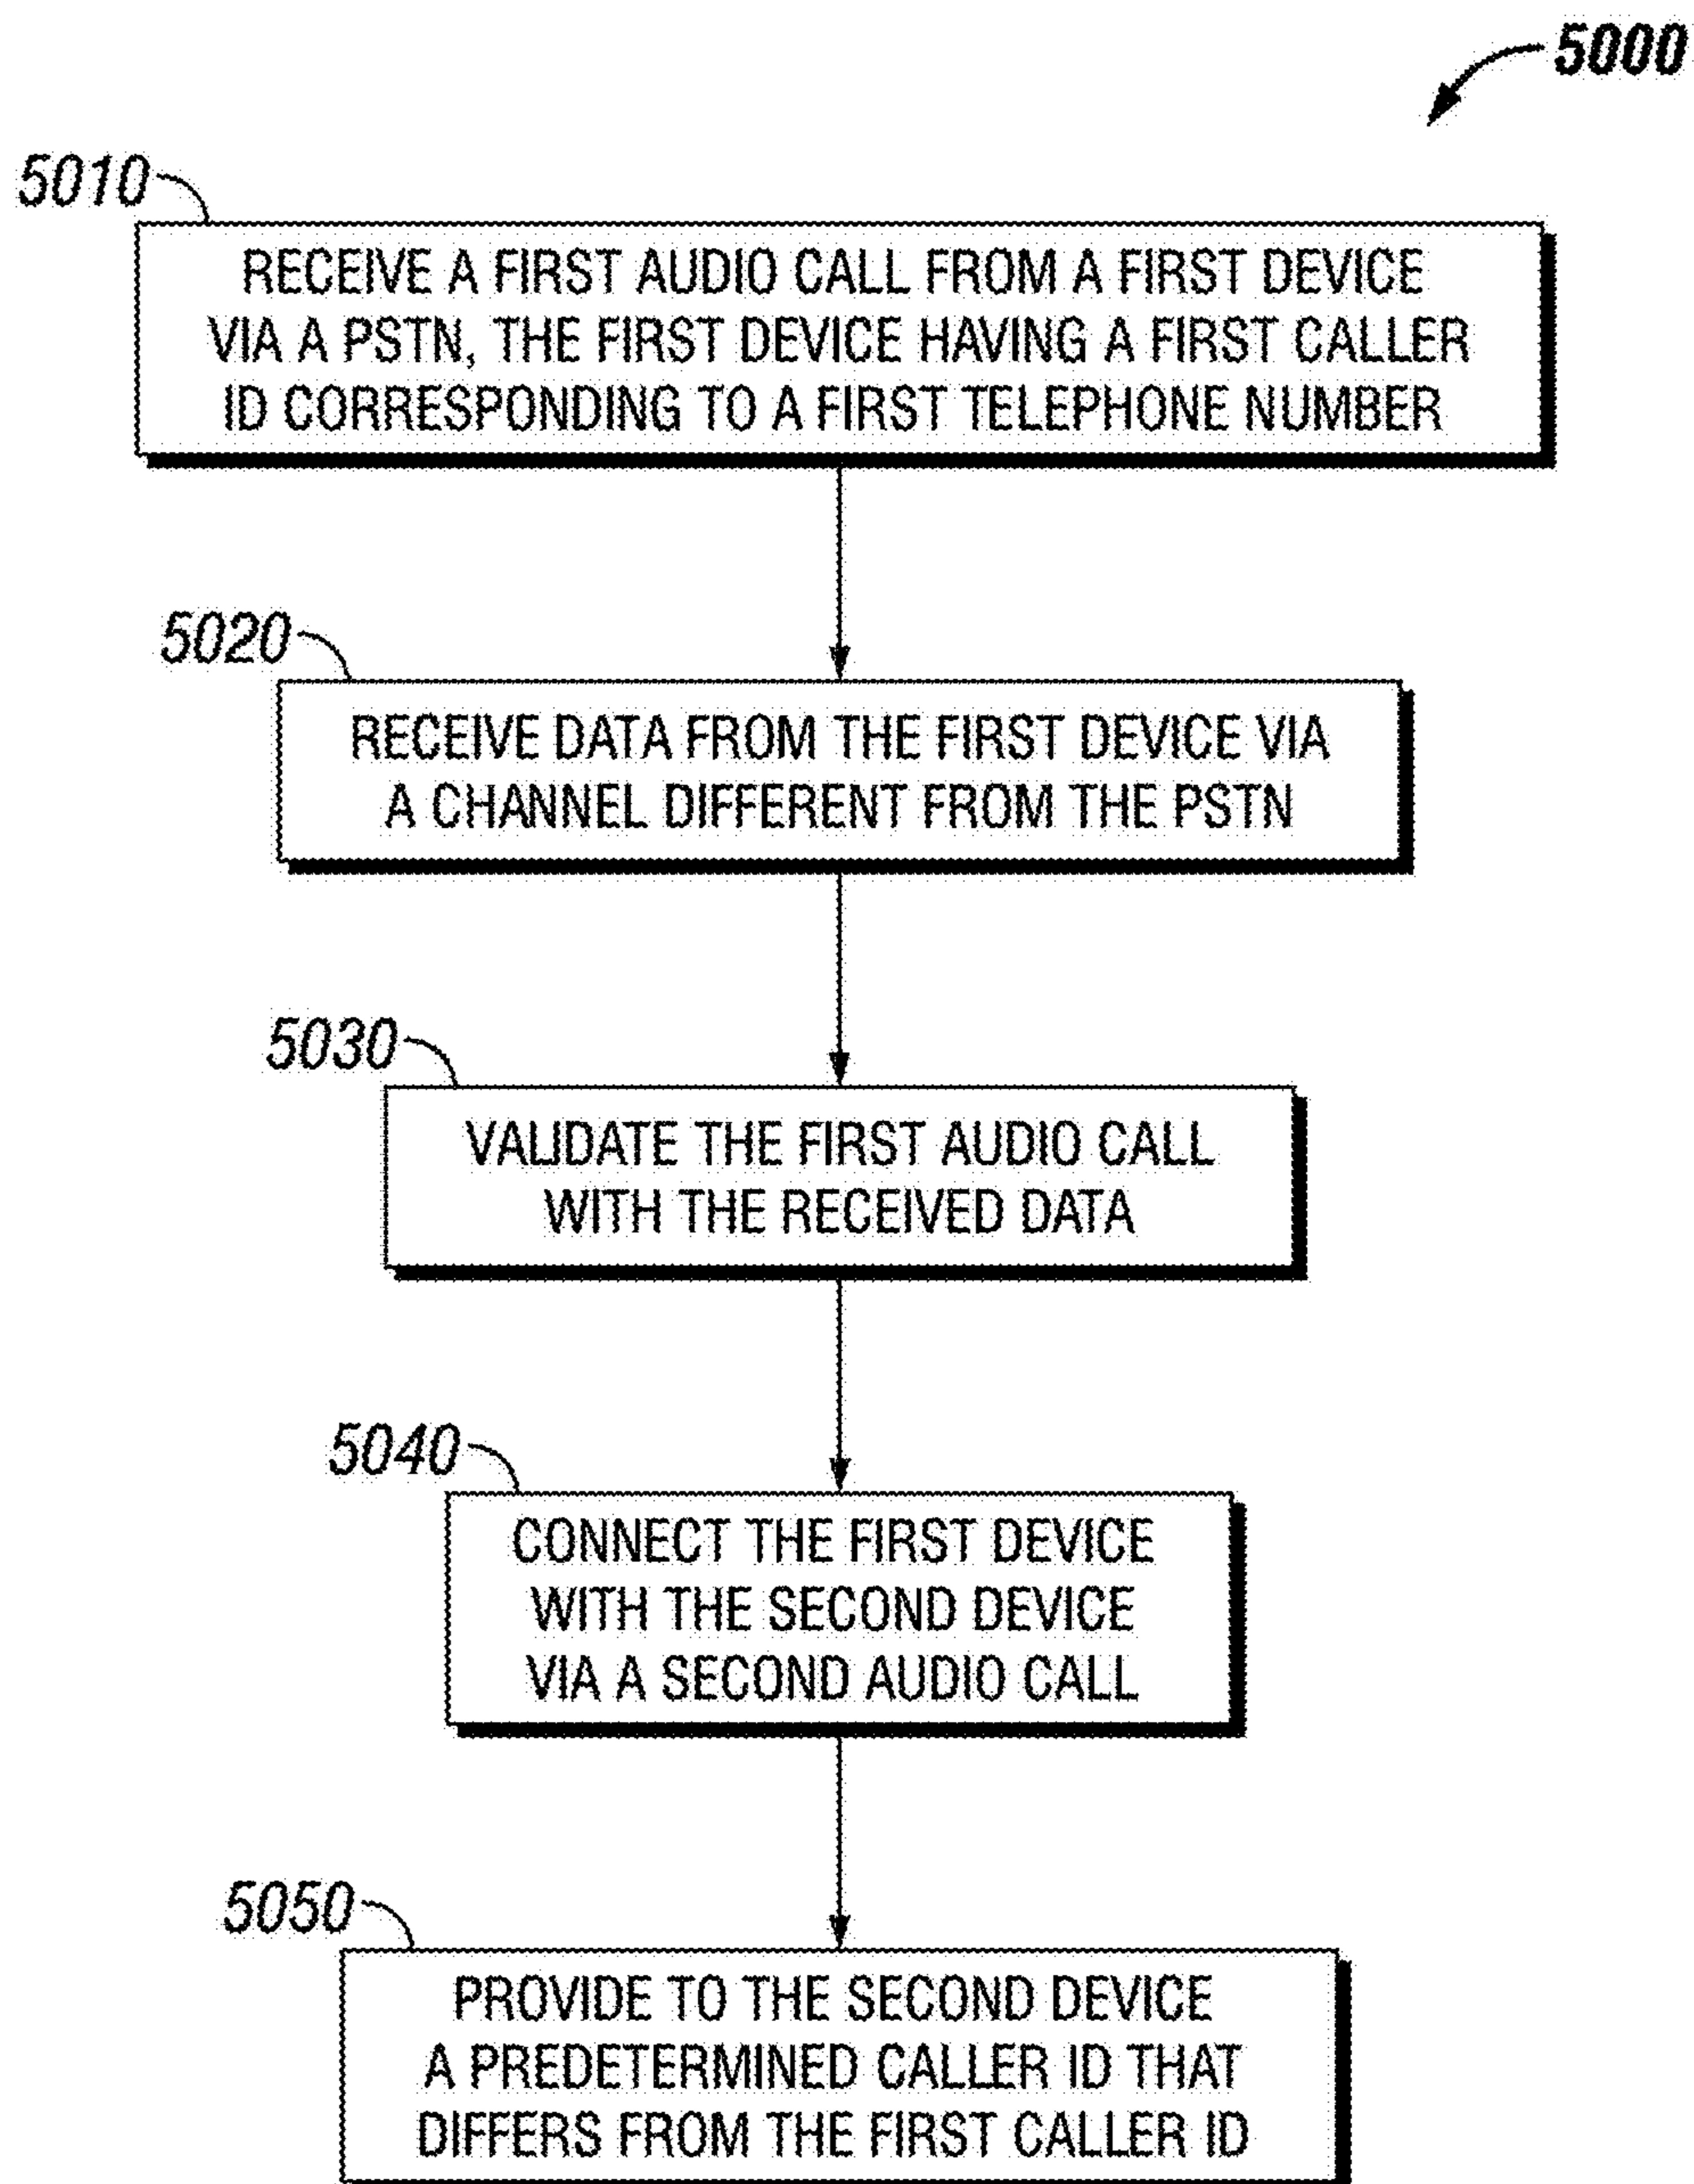 5000
5010
RECEIVE A FIRST AUDIO CALL FROM A FIRST DEVICE
VIA A PSTN, THE FIRST DEVICE HAVING A FIRST CALLER
ID CORRESPONDING TO A FIRST TELEPHONE NUMBER
5020
RECEIVE DATA FROM THE FIRST DEVICE VIA
A CHANNEL DIFFERENT FROM THE PSTN
5030
VALIDATE THE FIRST AUDIO CALL
WITH THE RECEIVED DATA
5040
CONNECT THE FIRST DEVICE
WITH THE SECOND DEVICE
VIA A SECOND AUDIO CALL
5050
PROVIDE TO THE SECOND DEVICE
A PREDETERMINED CALLER ID THAT
DIFFERS FROM THE FIRST CALLER ID